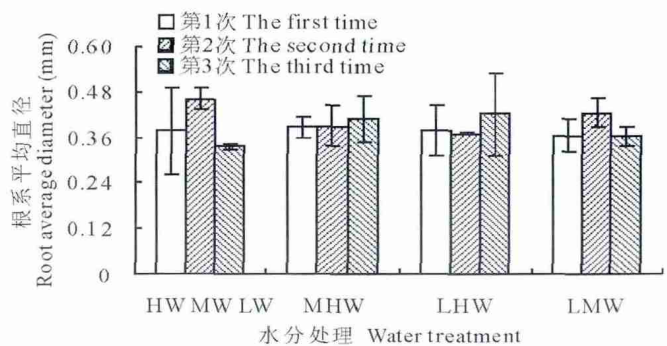 第1次 The first time
第2次 The second time
第3次 The third time
根系平均直径
Root average diameter (mm)
0.60
0.48
0.36
0.24
0.12
0
HW MW LW MHW LHW LMW
水分处理 Water treatment